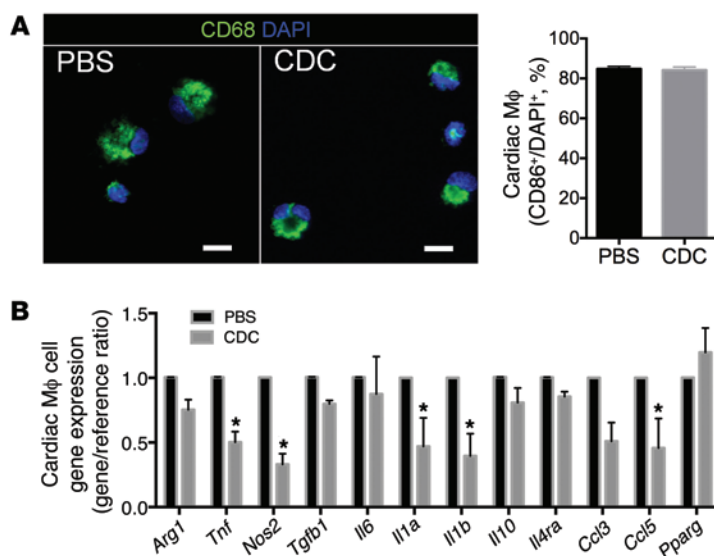 A
CD68 DAPI
PBS
CDC
Cardiac Mϕ
(CD86⁺/DAPI⁺, %)
100
80
60
40
20
0
PBS
CDC
B
Cardiac Mϕ cell
gene expression
(gene/reference ratio)
1.5
1.0
0.5
0.0
PBS
CDC
*
*
*
*
*
Arg1
Tnf
Nos2
Tgfb1
Il6
Il1a
Il1b
Il10
Il4ra
Ccl3
Ccl5
Pparg